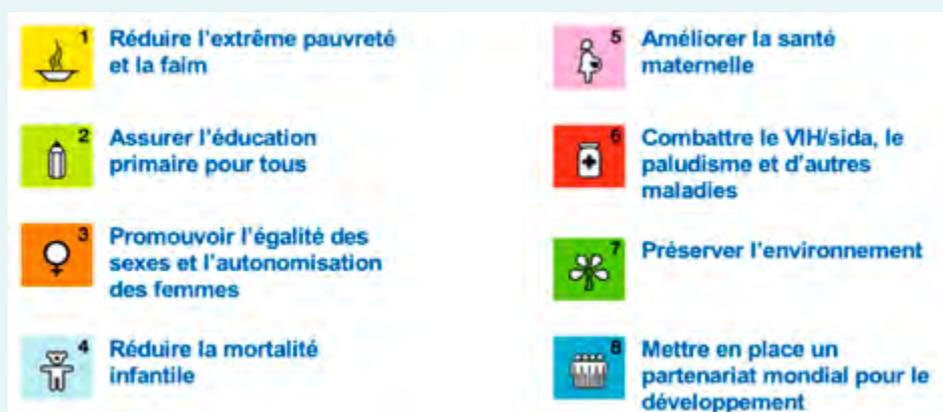 1 Réduire l'extrême pauvreté
et la faim
2 Assurer l'éducation
primaire pour tous
3 Promouvoir l'égalité des
sexes et l'autonomisation
des femmes
4 Réduire la mortalité
infantile
5 Améliorer la santé
maternelle
6 Combattre le VIH/sida, le
paludisme et d'autres
maladies
7 Préserver l'environnement
8 Mettre en place un
partenariat mondial pour le
développement